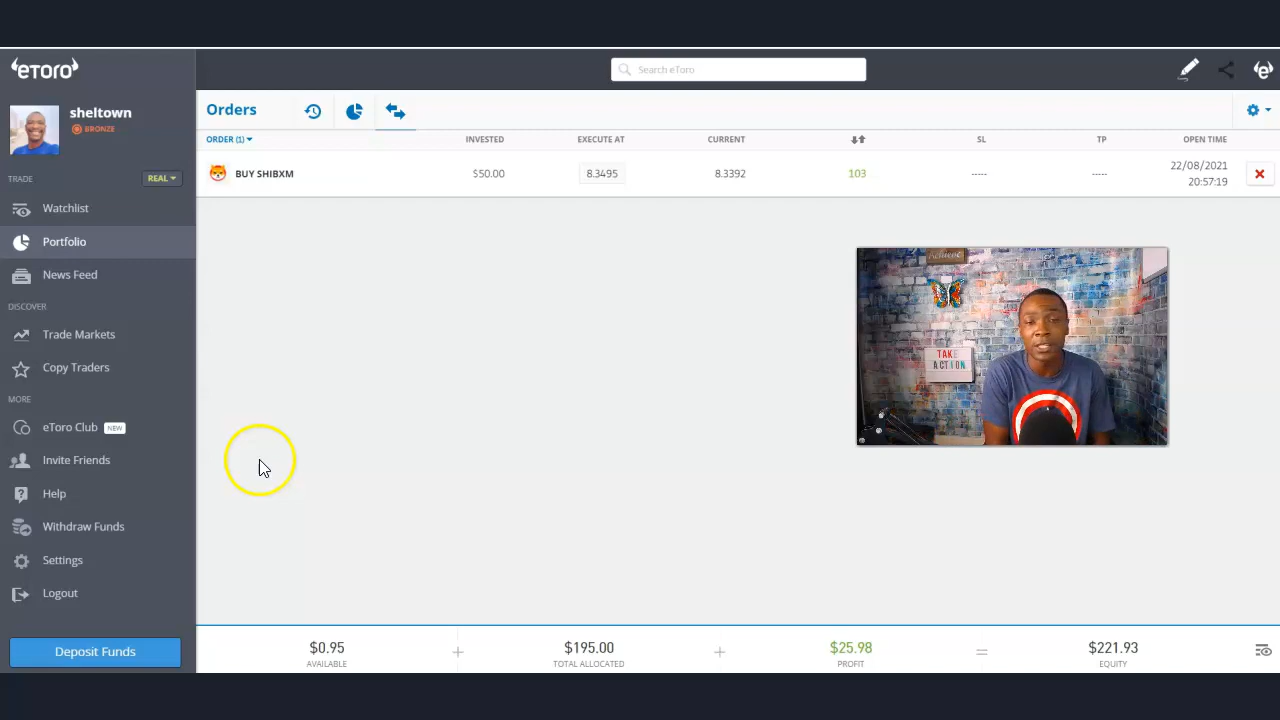 eToro
Search eToro
sheltown
BRONZE
Orders
TRADE
REAL
ORDER (1)
INVESTED
EXECUTE AT
CURRENT
SL
TP
OPEN TIME
BUY SHIBXM
$50.00
8.3495
8.3392
103
-----
-----
22/08/2021
20:57:19
Watchlist
Portfolio
News Feed
DISCOVER
Trade Markets
Copy Traders
MORE
eToro Club NEW
Invite Friends
Help
Withdraw Funds
Settings
Logout
Deposit Funds
Achieve
TAKE
ACTION
$0.95
AVAILABLE
+
$195.00
TOTAL ALLOCATED
+
$25.98
PROFIT
=
$221.93
EQUITY